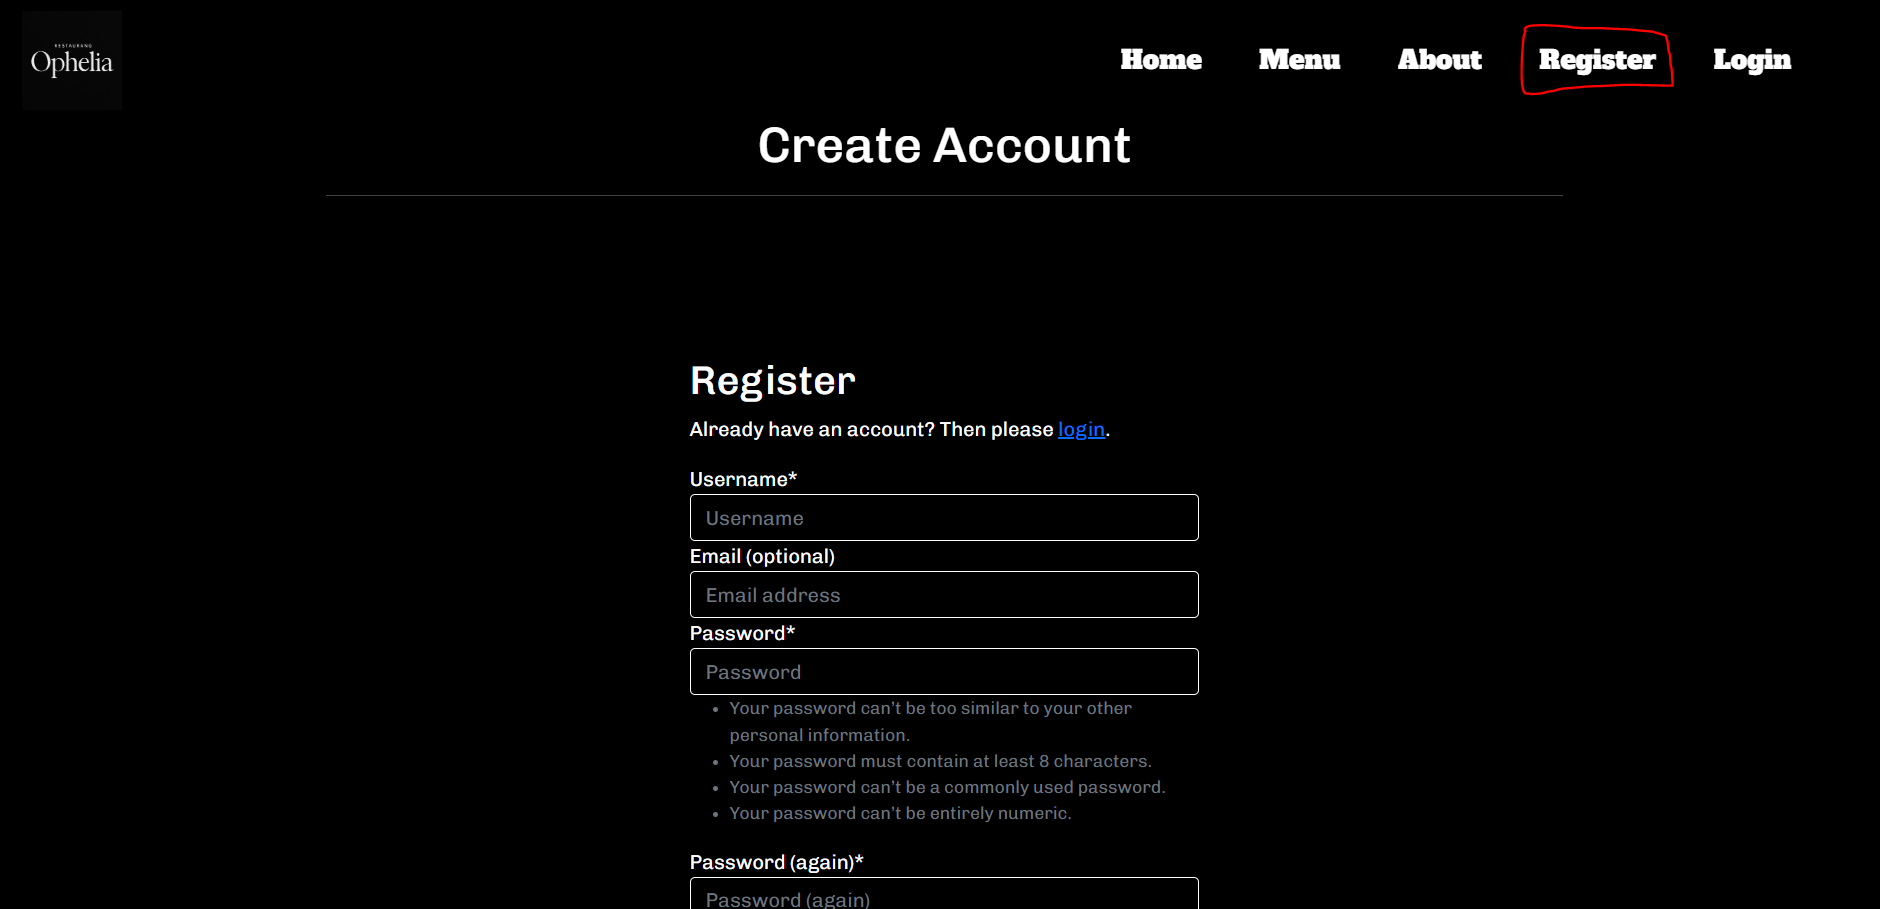 RESTAURANG
Ophelia
Home Menu About Register Login
Create Account
Register
Already have an account? Then please login.
Username*
Username
Email (optional)
Email address
Password*
Password
• Your password can’t be too similar to your other
personal information.
• Your password must contain at least 8 characters.
• Your password can’t be a commonly used password.
• Your password can’t be entirely numeric.
Password (again)*
Password (again)